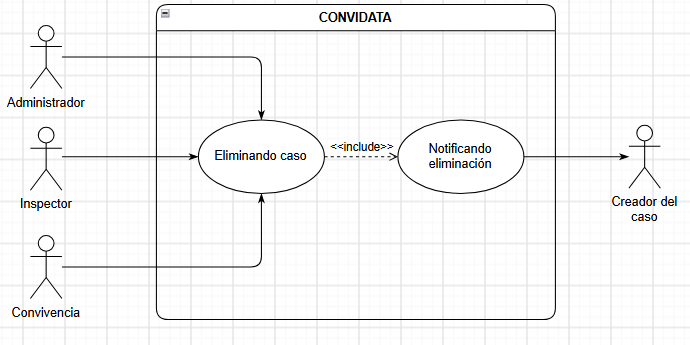 CONVIDATA
Administrador
Eliminando caso
<<include>>
Notificando
eliminación
Inspector
Creador del
caso
Convivencia